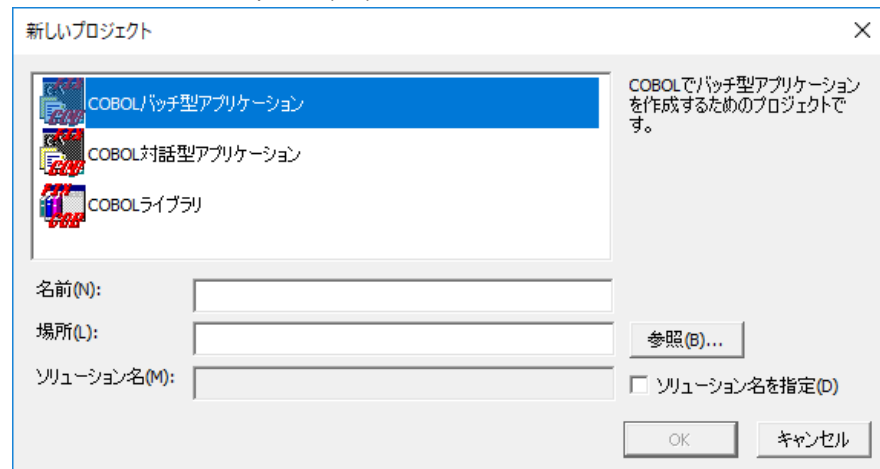 新しいプロジェクト
COBOLバッチ型アプリケーション
COBOL対話型アプリケーション
COBOLライブラリ
COBOLでバッチ型アプリケーション
を作成するためのプロジェクトで
す。
名前(N):
場所(L):
参照(B)...
ソリューション名(M):
ソリューション名を指定(D)
OK
キャンセル